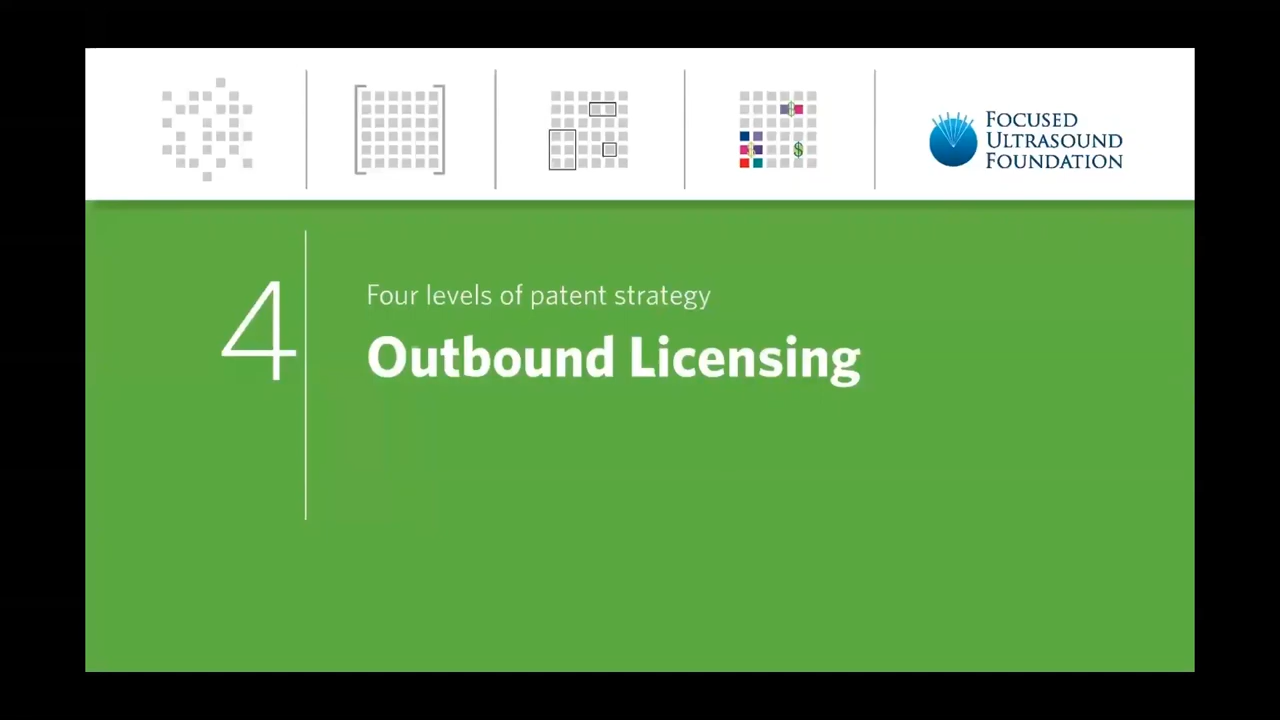 $
$
$
FOCUSED
ULTRASOUND
FOUNDATION
4
Four levels of patent strategy
Outbound Licensing